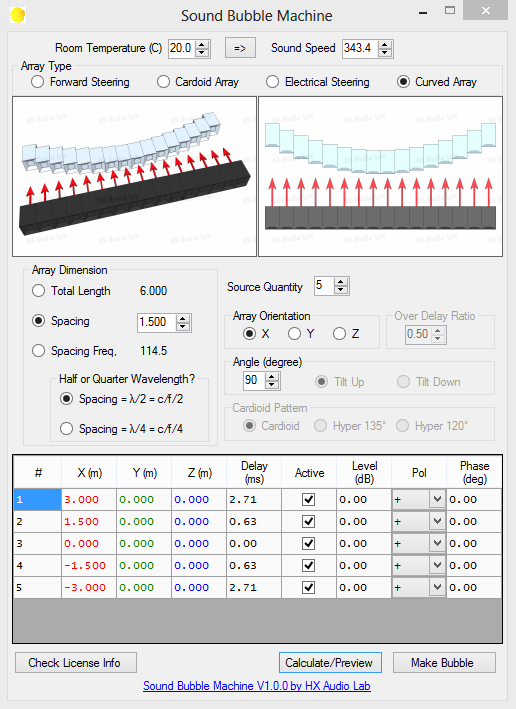 Sound Bubble Machine
Room Temperature (C) 20.0 => Sound Speed 343.4
Array Type
Forward Steering Cardoid Array Electrical Steering Curved Array
Array Dimension
Total Length 6.000
Spacing 1.500
Spacing Freq, 114.5
Half or Quarter Wavelength?
Spacing = λ/2 = c/f/2
Spacing = λ/4 = c/f/4
Source Quantity 5
Array Orientation
X Y Z
Over Delay Ratio
0.50
Angle (degree)
90 Tilt Up Tilt Down
Cardioid Pattern
Cardioid Hyper 135° Hyper 120°
# X (m) Y (m) Z (m) Delay (ms) Active Level (dB) Pol Phase (deg)
1 3.000 0.000 0.000 2.71 0.00 + 0.00
2 1.500 0.000 0.000 0.63 0.00 + 0.00
3 0.000 0.000 0.000 0.00 0.00 + 0.00
4 -1.500 0.000 0.000 0.63 0.00 + 0.00
5 -3.000 0.000 0.000 2.71 0.00 + 0.00
Check License Info Calculate/Preview Make Bubble
Sound Bubble Machine V1.0.0 by HX Audio Lab